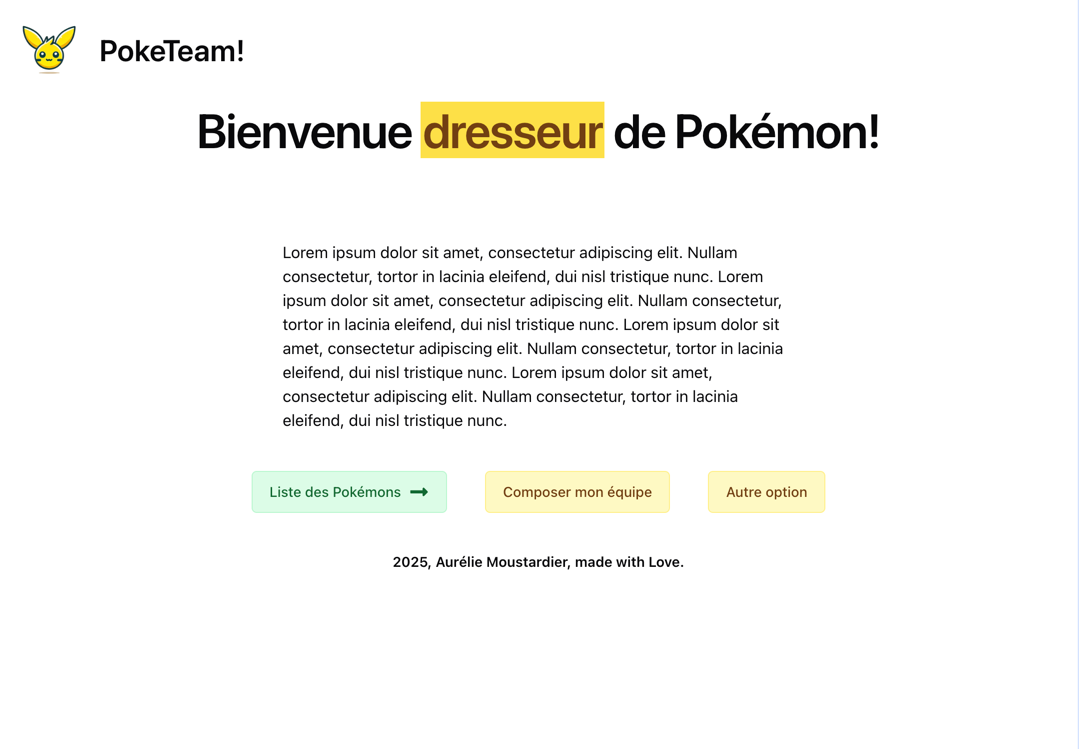 PokeTeam!
Bienvenue dresseur de Pokémon!
Lorem ipsum dolor sit amet, consectetur adipiscing elit. Nullam
consectetur, tortor in lacinia eleifend, dui nisl tristique nunc. Lorem
ipsum dolor sit amet, consectetur adipiscing elit. Nullam consectetur,
tortor in lacinia eleifend, dui nisl tristique nunc. Lorem ipsum dolor sit
amet, consectetur adipiscing elit. Nullam consectetur, tortor in lacinia
eleifend, dui nisl tristique nunc. Lorem ipsum dolor sit amet,
consectetur adipiscing elit. Nullam consectetur, tortor in lacinia
eleifend, dui nisl tristique nunc.
Liste des Pokémons
Composer mon équipe
Autre option
2025, Aurélie Moustardier, made with Love.